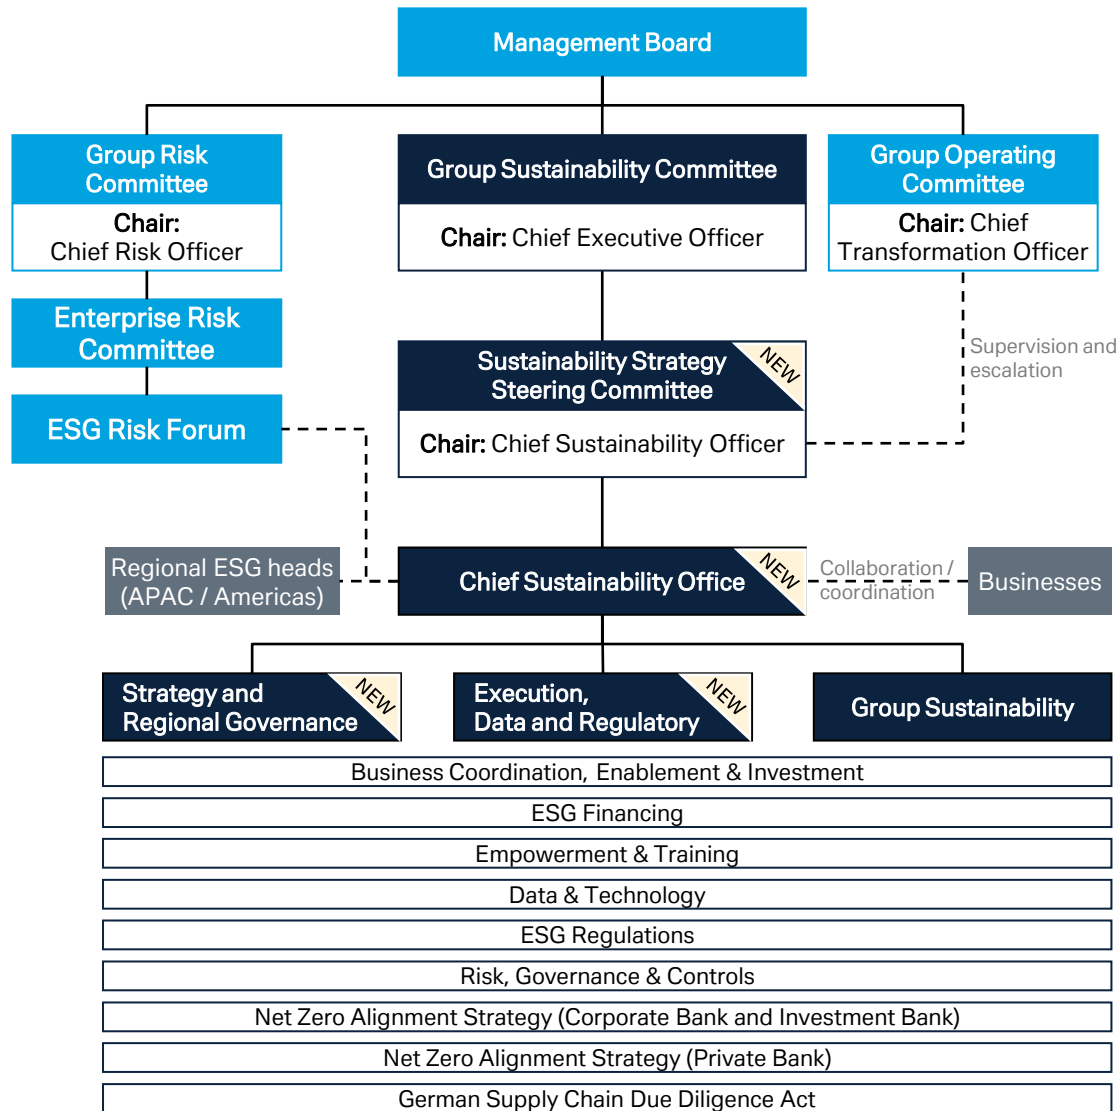 Management Board
Group Risk
Committee
Chair:
Chief Risk Officer
Group Sustainability Committee
Chair: Chief Executive Officer
Group Operating
Committee
Chair: Chief
Transformation Officer
Enterprise Risk
Committee
ESG Risk Forum
Sustainability Strategy
Steering Committee
NEW
Chair: Chief Sustainability Officer
Supervision and
escalation
Regional ESG heads
(APAC / Americas)
Chief Sustainability Office
NEW
Collaboration /
coordination
Businesses
Strategy and
Regional Governance
NEW
Execution,
Data and Regulatory
NEW
Group Sustainability
Business Coordination, Enablement & Investment
ESG Financing
Empowerment & Training
Data & Technology
ESG Regulations
Risk, Governance & Controls
Net Zero Alignment Strategy (Corporate Bank and Investment Bank)
Net Zero Alignment Strategy (Private Bank)
German Supply Chain Due Diligence Act